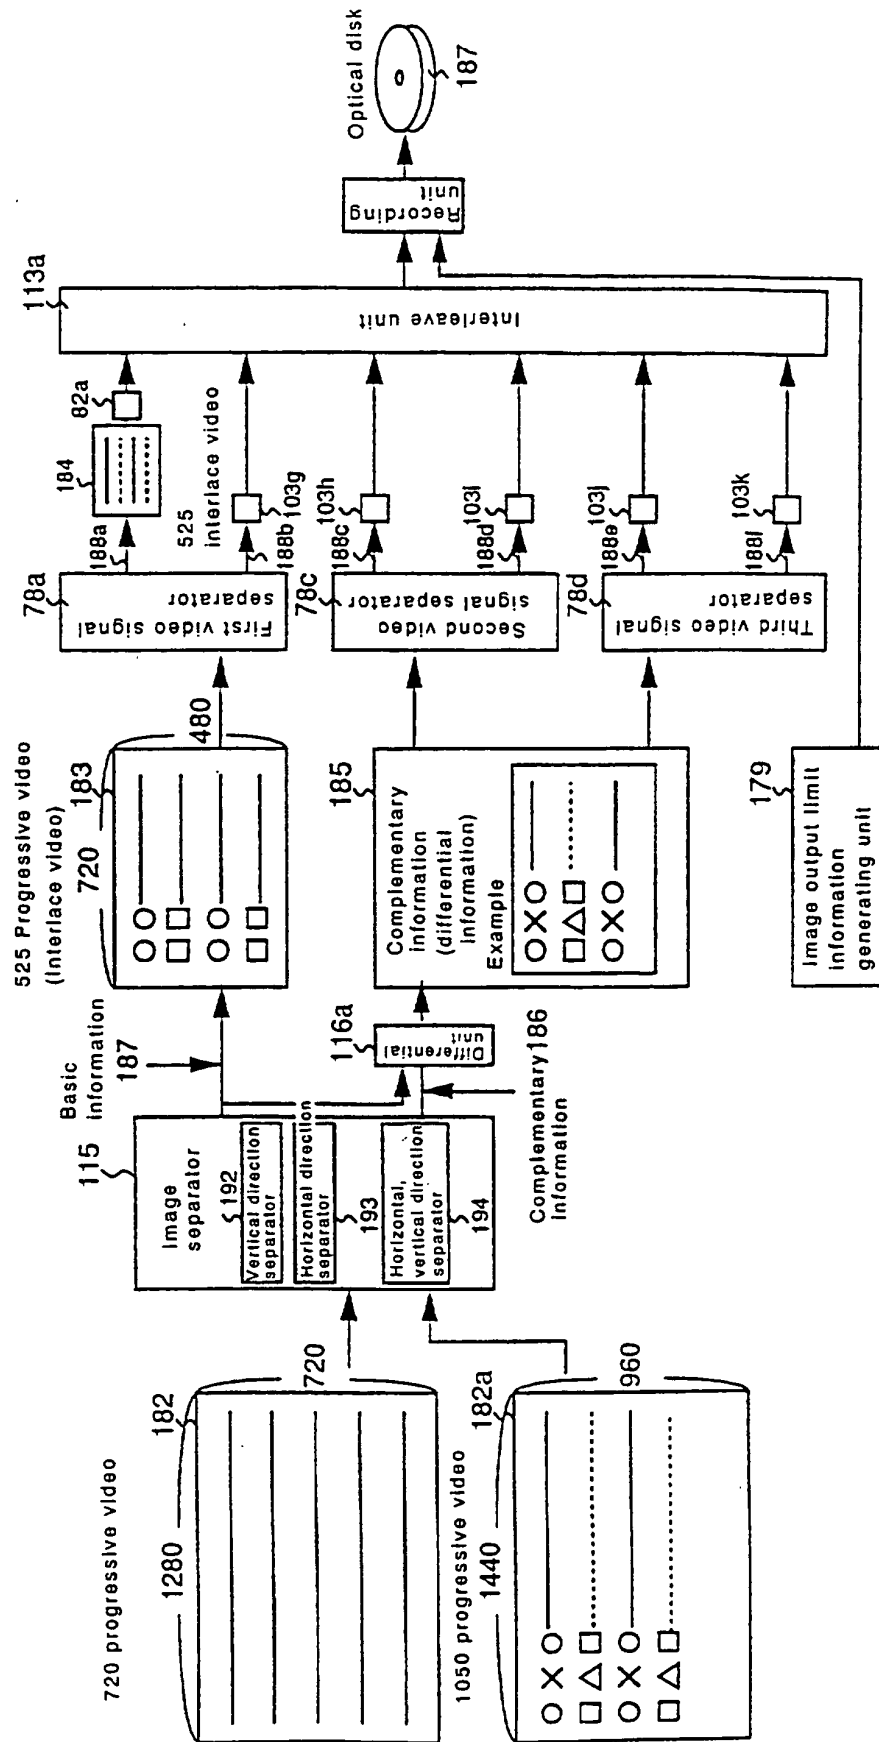 720 progressive video
1280
182
720
1050 progressive video
1440
182a
960
115
Image
separator
192
Vertical direction
separator
Horizontal direction
separator
193
Horizontal,
vertical direction
separator
194
Basic
information
187
Complementary
information
186
116a
Differential
unit
525 Progressive video
(Interlace video)
720
183
480
185
Complementary
information
(differential
information)
Example
179
Image output limit
information
generating unit
78a
First video signal
separator
78c
Second video
signal separator
78d
Third video signal
separator
188a
184
82a
525
interlace video
188b
103g
188c
103h
188d
103i
188e
103j
188f
103k
113a
Interleave unit
Recording
unit
Optical disk
187